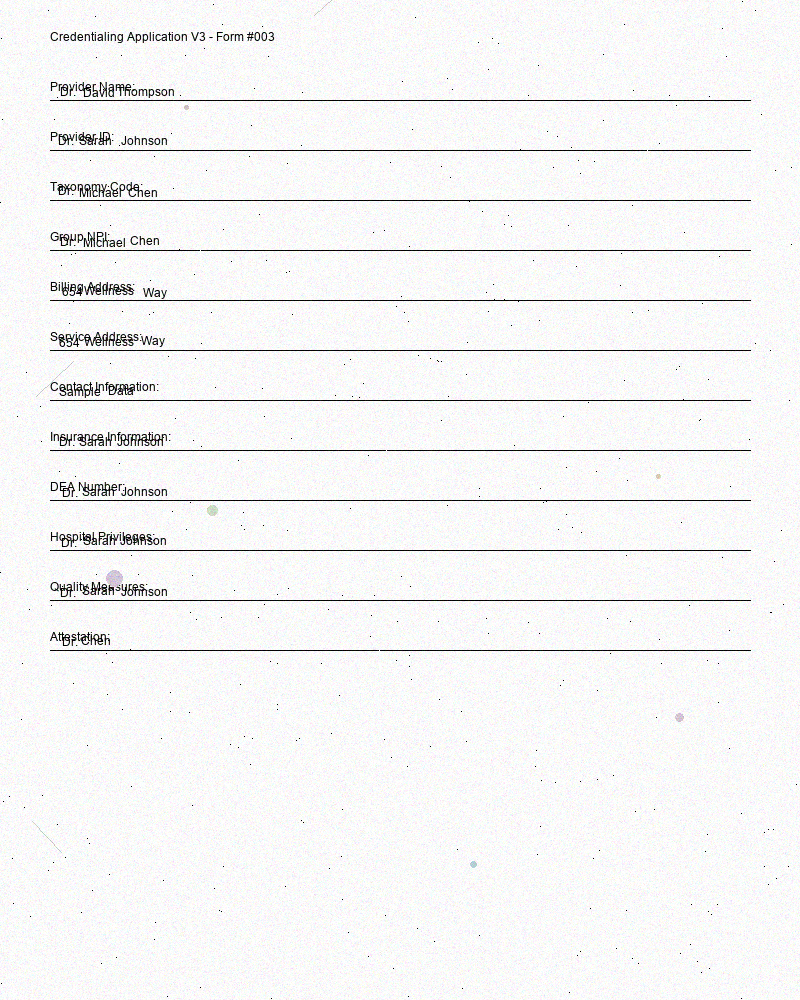 Credentialing Application V3 - Form #003
Provider Name:
Dr. David Thompson
Provider ID:
Dr. Sarah Johnson
Taxonomy Code:
Dr. Michael Chen
Group NPI:
Dr. Michael Chen
Billing Address:
654 Wellness Way
Service Address:
654 Wellness Way
Contact Information:
Sample Data
Insurance Information:
Dr. Sarah Johnson
DEA Number:
Dr. Sarah Johnson
Hospital Privileges:
Dr. Sarah Johnson
Quality Measures:
Dr. Sarah Johnson
Attestation:
Dr. Chen